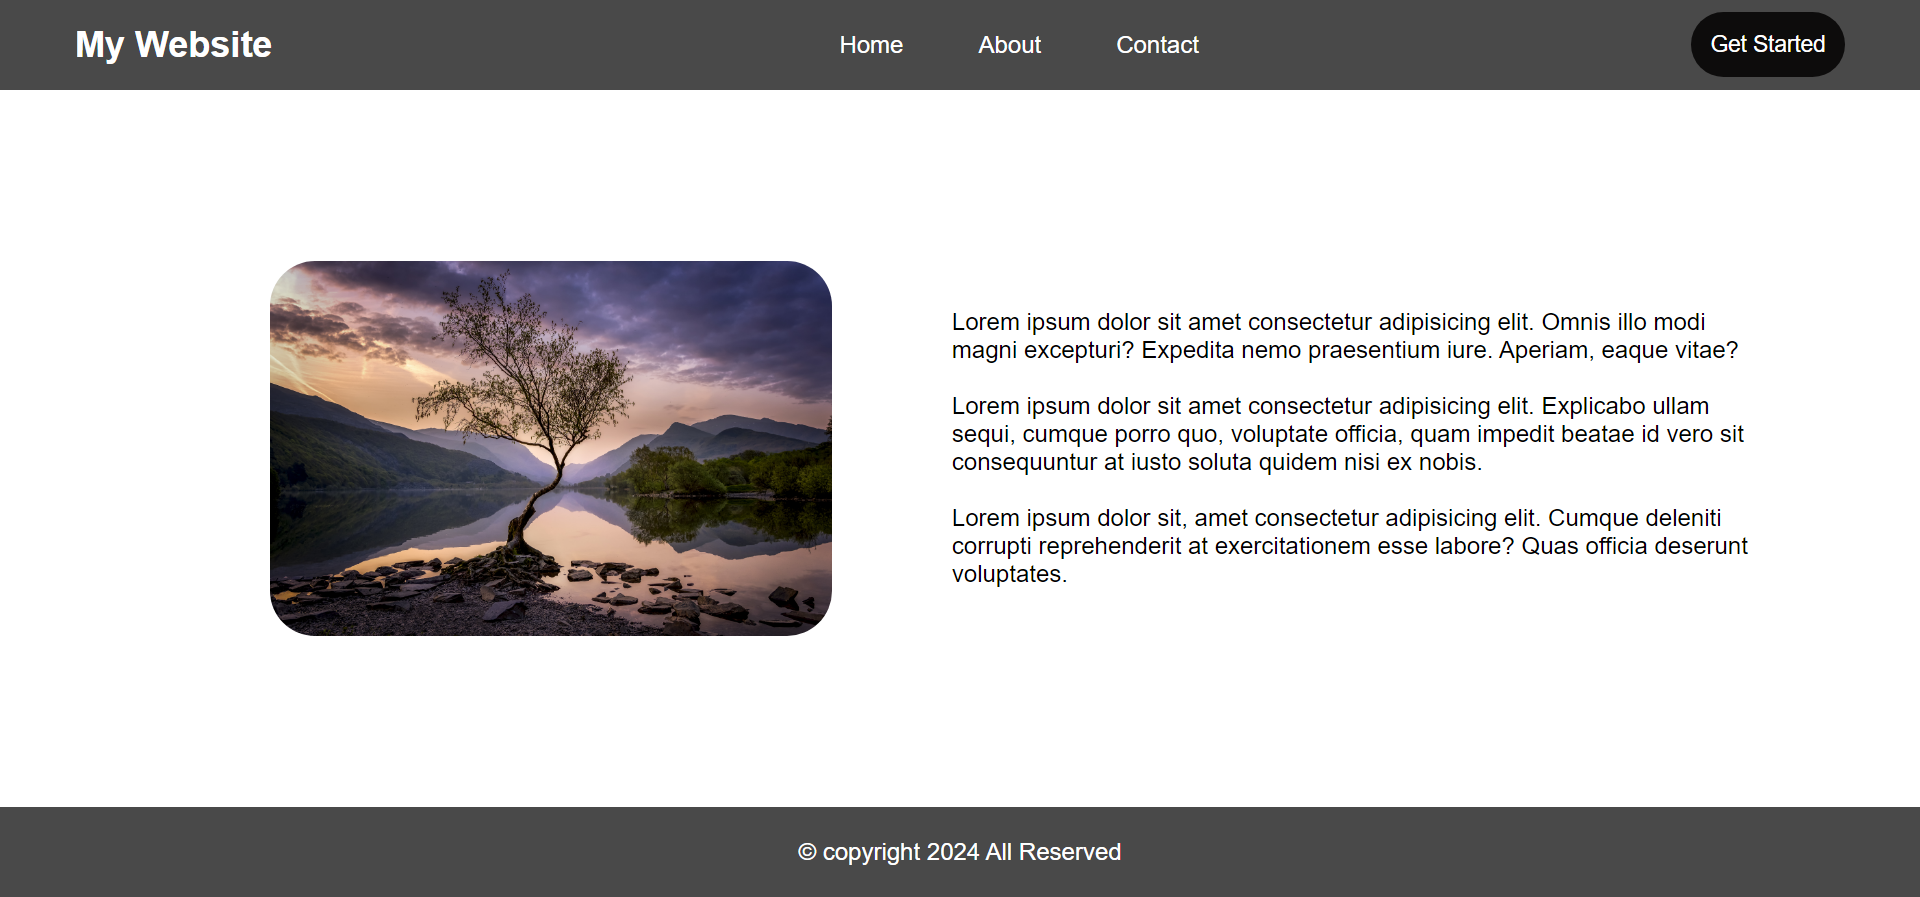 My Website
Home About Contact
Get Started
Lorem ipsum dolor sit amet consectetur adipisicing elit. Omnis illo modi
magni excepturi? Expedita nemo praesentium iure. Aperiam, eaque vitae?
Lorem ipsum dolor sit amet consectetur adipisicing elit. Explicabo ullam
sequi, cumque porro quo, voluptate officia, quam impedit beatae id vero sit
consequuntur at iusto soluta quidem nisi ex nobis.
Lorem ipsum dolor sit, amet consectetur adipisicing elit. Cumque deleniti
corrupti reprehenderit at exercitationem esse labore? Quas officia deserunt
voluptates.
© copyright 2024 All Reserved